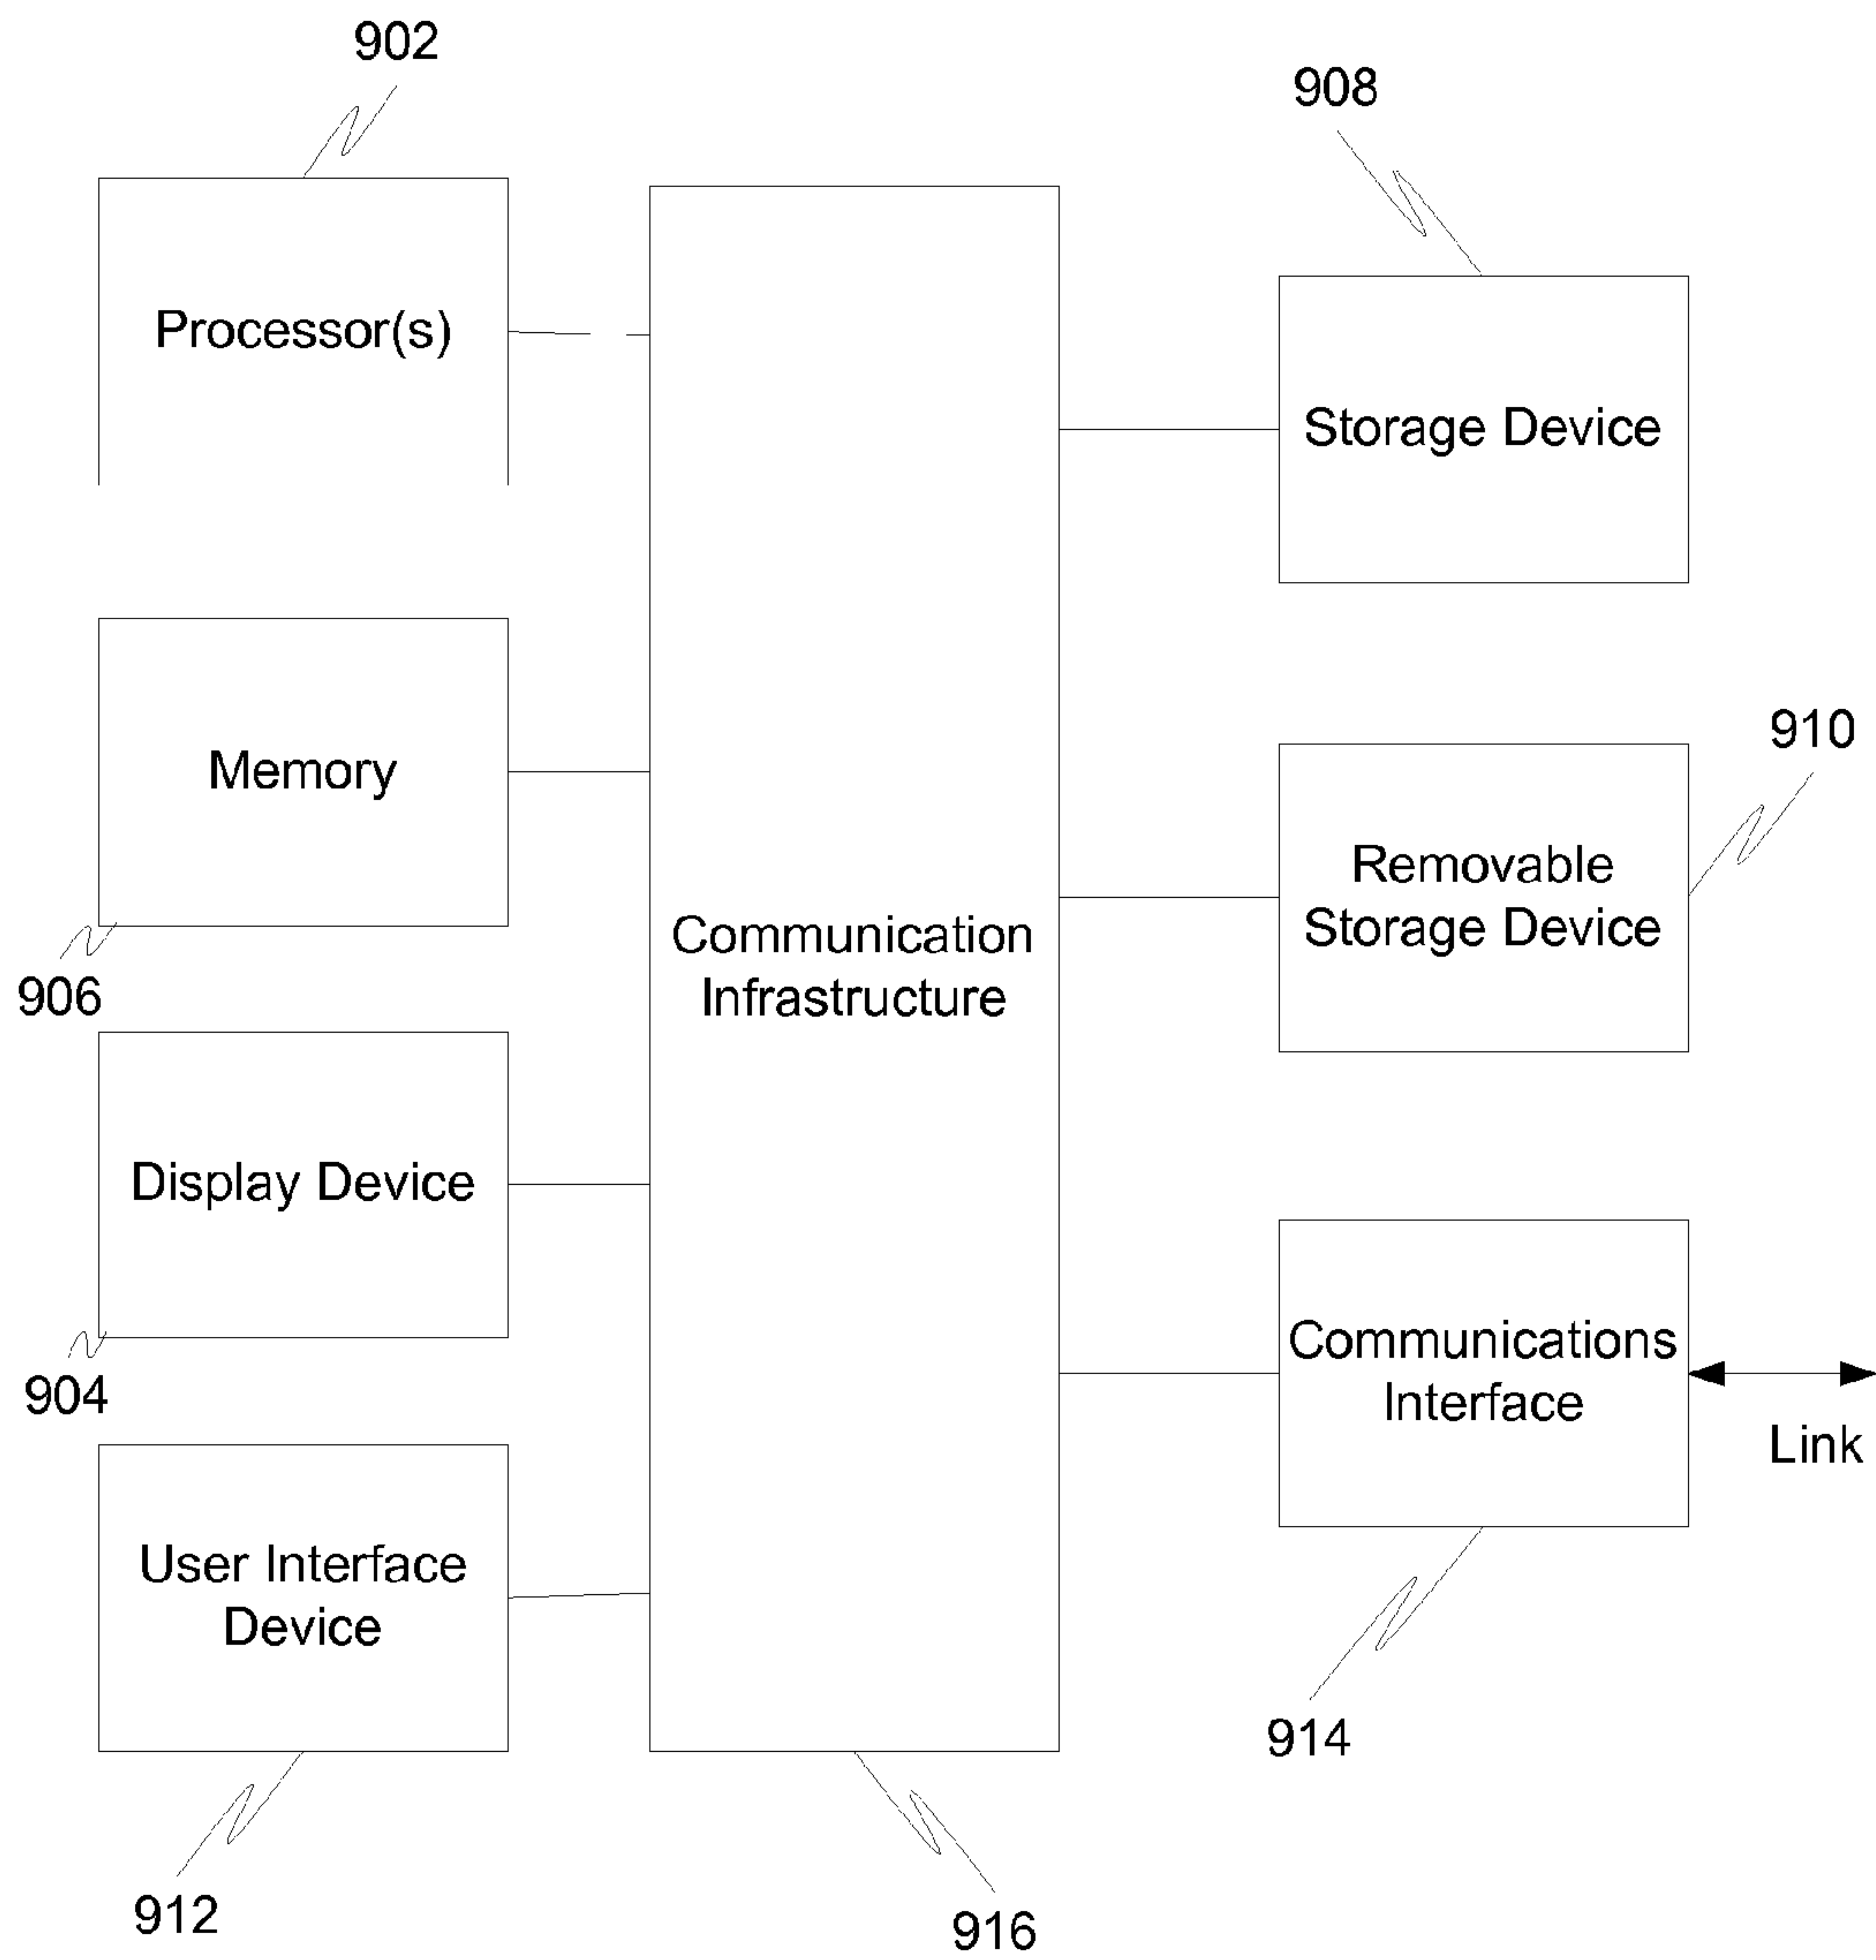 902
908
Processor(s)
Storage Device
Memory
910
Removable
Storage Device
906
Communication
Infrastructure
Display Device
904
Communications
Interface
Link
User Interface
Device
914
912
916